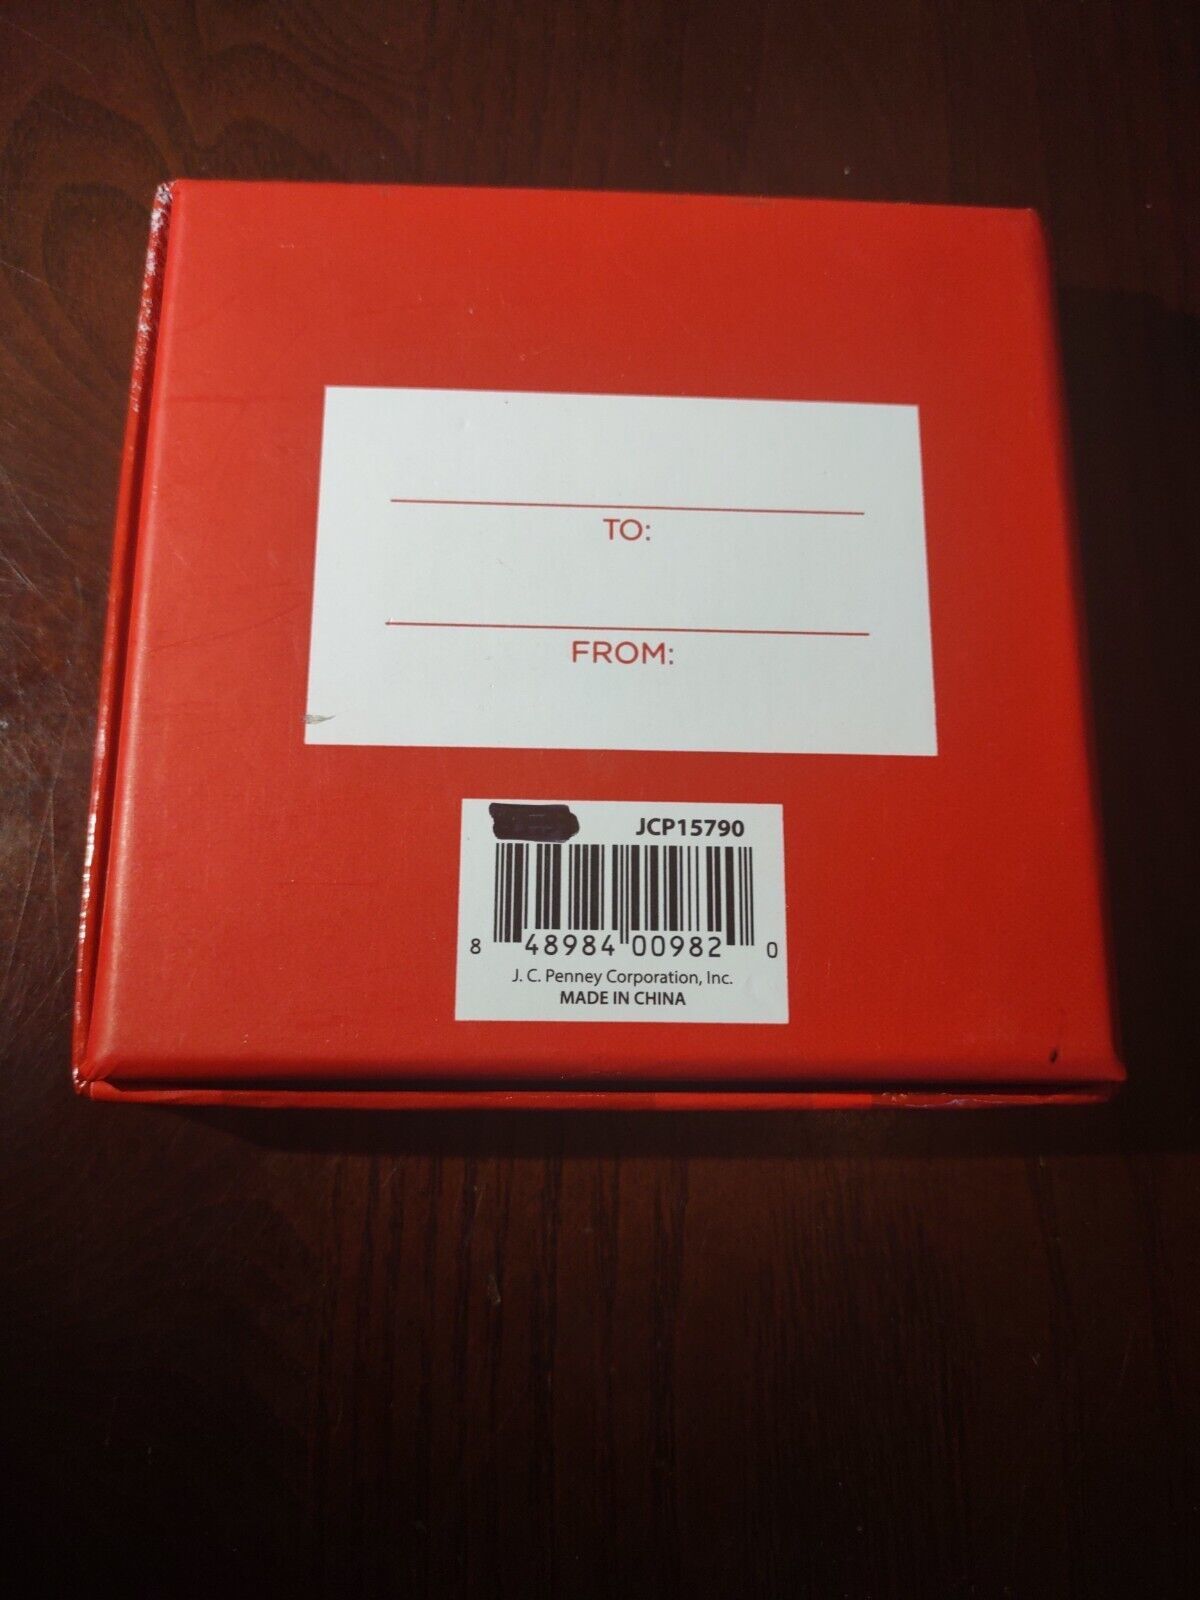 TO:
FROM:
JCP15790
8 48984 00982 0
J. C. Penney Corporation, Inc.
MADE IN CHINA